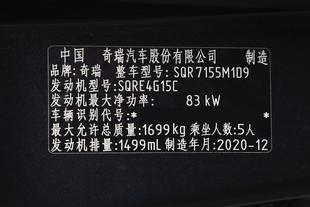 中国 奇瑞汽车股份有限公司 制造
品牌:奇瑞 整车型号:SQR7155M1D9
发动机型号:SQRE4G15C
发动机最大净功率: 83 kW
车辆识别代号:* *
最大允许总质量:1699kg 乘坐人数:5人
发动机排量:1499mL 制造年月:2020-12